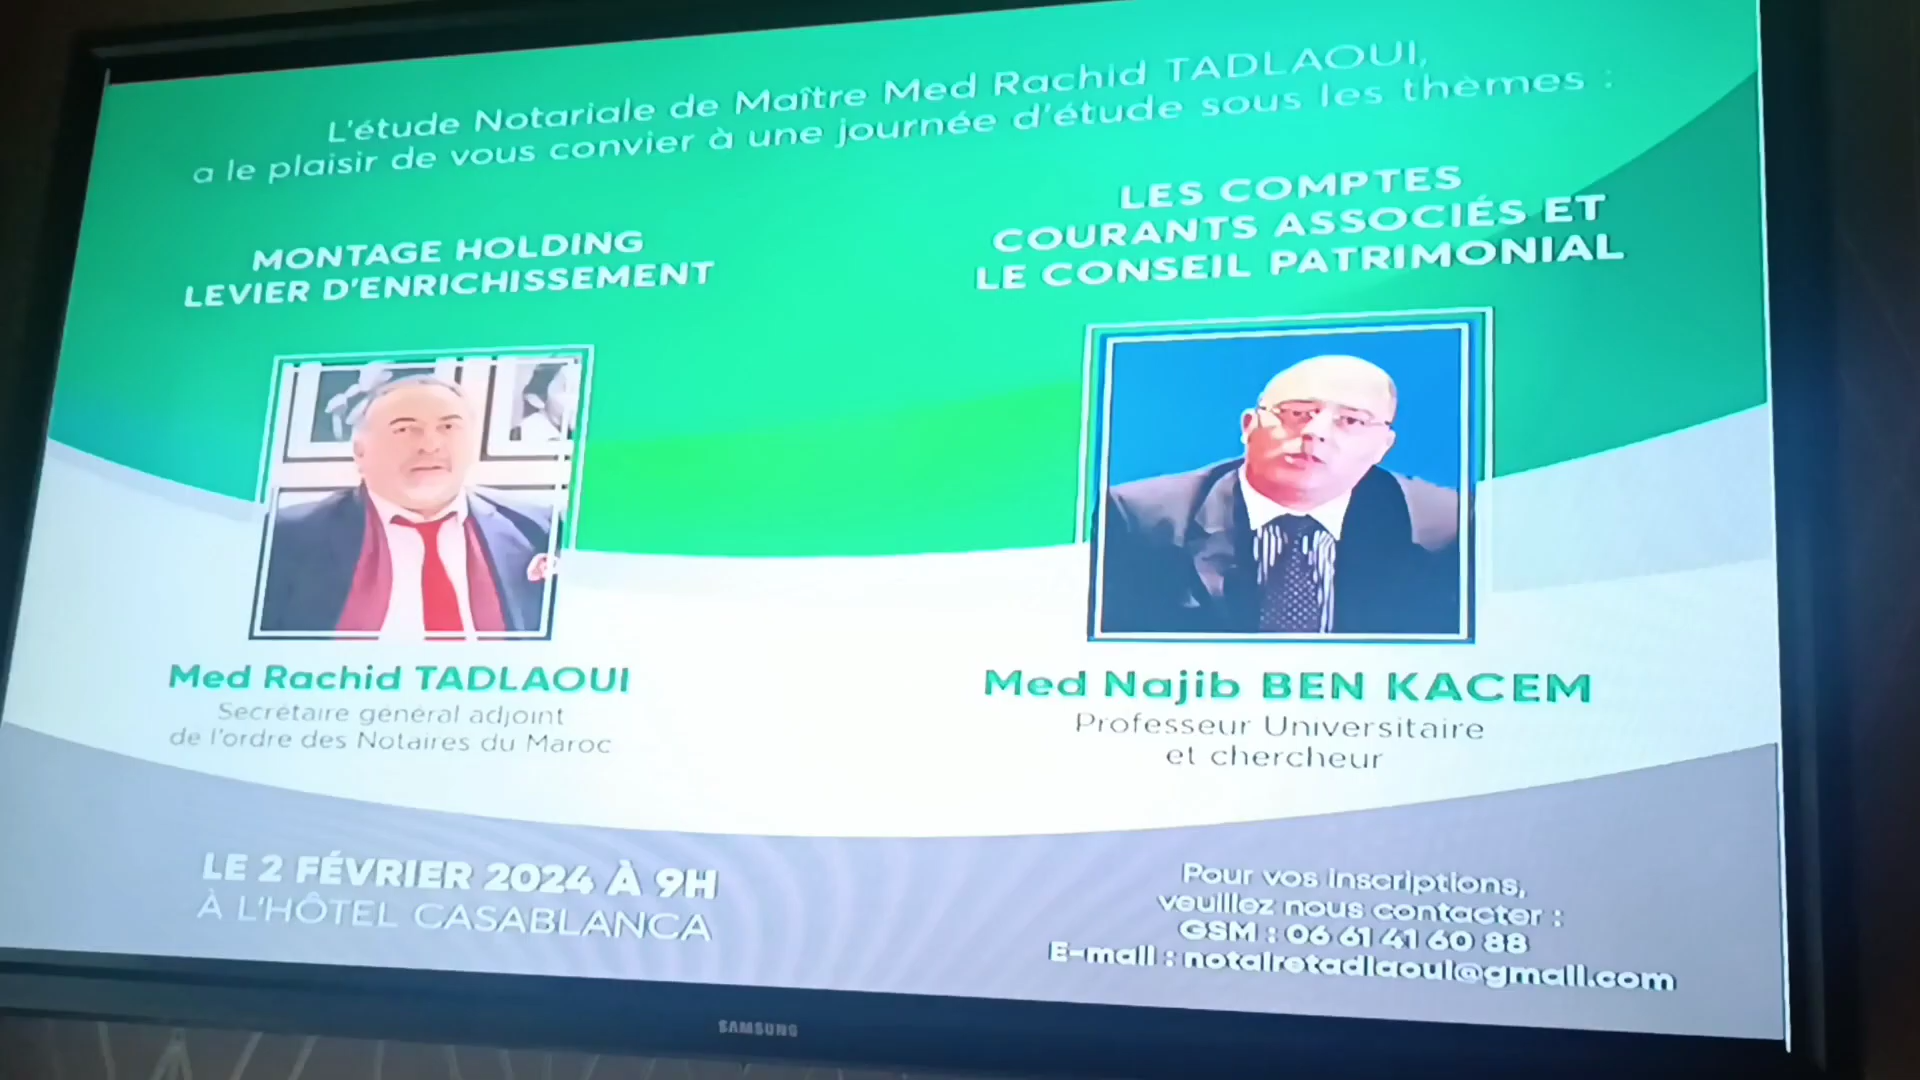 L'étude Notariale de Maître Med Rachid TADLAOUI,
a le plaisir de vous convier à une journée d'étude sous les thèmes :
MONTAGE HOLDING
LEVIER D'ENRICHISSEMENT
LES COMPTES
COURANTS ASSOCIÉS ET
LE CONSEIL PATRIMONIAL
Med Rachid TADLAOUI
Secrétaire général adjoint
de l'ordre des Notaires du Maroc
Med Najib BEN KACEM
Professeur Universitaire
et chercheur
LE 2 FÉVRIER 2024 À 9H
À L'HÔTEL CASABLANCA
Pour vos inscriptions,
veuillez nous contacter :
GSM : 06 61 41 60 88
E-mail : notairetadlaoui@gmail.com
SAMSUNG